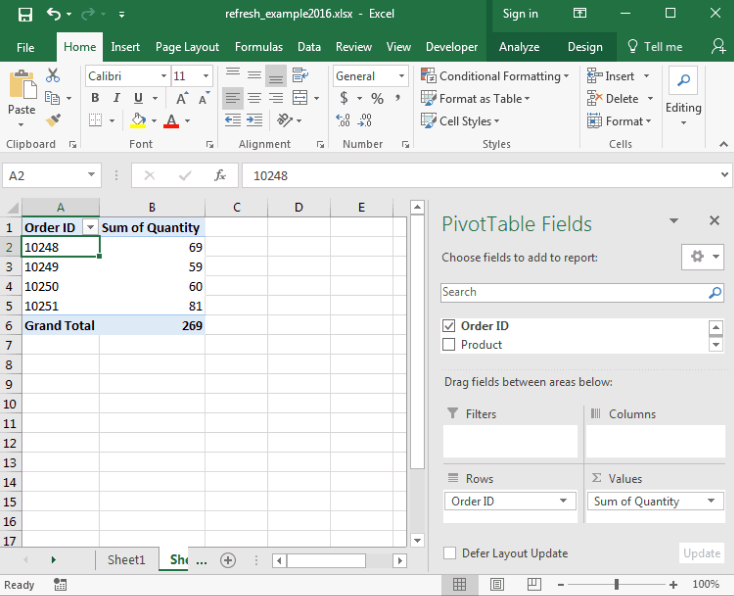 refresh_example2016.xlsx - Excel
Sign in
File Home Insert Page Layout Formulas Data Review View Developer Analyze Design Tell me
Paste
Calibri 11
B I U A A
A
General
$ % ,
.00 .0
Conditional Formatting
Format as Table
Cell Styles
Insert
Delete
Format
Editing
Clipboard Font Alignment Number Styles Cells
A2 fx 10248
A B C D E
1 Order ID Sum of Quantity
2 10248 69
3 10249 59
4 10250 60
5 10251 81
6 Grand Total 269
7
8
9
10
11
12
13
14
15
16
17
PivotTable Fields
Choose fields to add to report:
Search
Order ID
Product
Drag fields between areas below:
Filters Columns
Rows Σ Values
Order ID Sum of Quantity
Defer Layout Update Update
Sheet1 She ...
Ready 100%